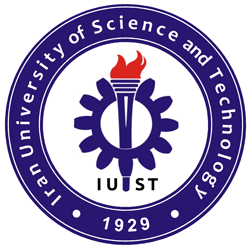 Iran University of Science and Technology
IUST
• 1929 •